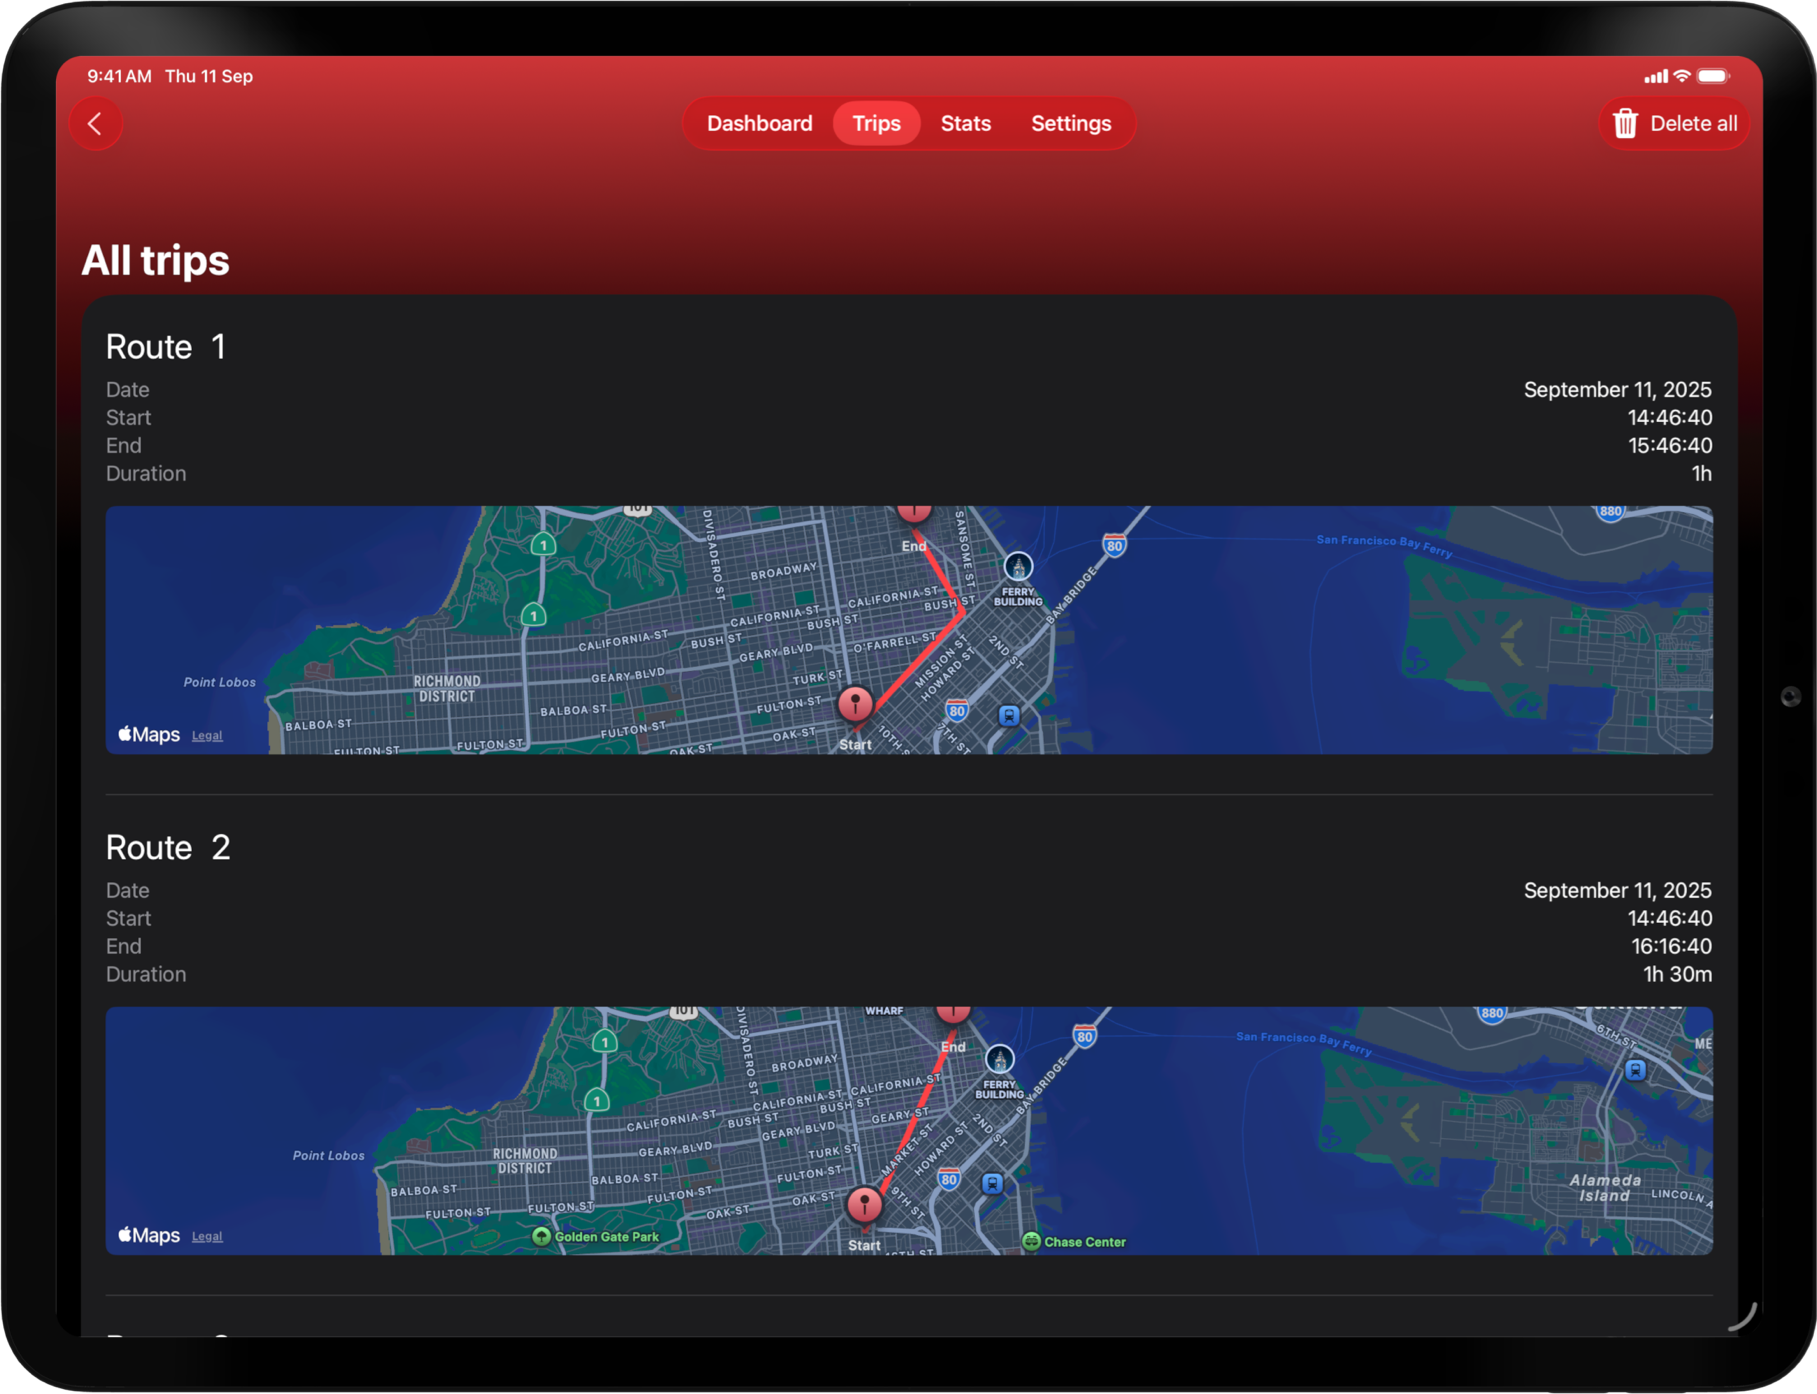 9:41 AM Thu 11 Sep
Dashboard Trips Stats Settings
Delete all
All trips
Route 1
Date September 11, 2025
Start 14:46:40
End 15:46:40
Duration 1h
101
880
1
End
SANSOME ST
DIVISADERO ST
80
San Francisco Bay Ferry
BROADWAY
FERRY
BUILDING
BAY BRIDGE
CALIFORNIA ST
BUSH ST
1
CALIFORNIA ST
BUSH ST
CALIFORNIA ST
BUSH ST
O'FARRELL ST
GEARY BLVD
MISSION ST
2ND ST
HOWARD ST
GEARY BLVD
TURK ST
Point Lobos
RICHMOND
DISTRICT
FULTON ST
BALBOA ST
80
BALBOA ST
FULTON ST
OAK ST
10TH S
7TH ST
Maps Legal
FULTON ST
FULTON ST
OAK ST
Start
Route 2
Date September 11, 2025
Start 14:46:40
End 16:16:40
Duration 1h 30m
101
WHARF
880
DIVISADERO ST
6TH ST
ME
1
End
80
San Francisco Bay Ferry
BROADWAY
FERRY
BUILDING
BAY BRIDGE
CALIFORNIA ST
1
CALIFORNIA ST
BUSH ST
GEARY ST
CALIFORNIA ST
BUSH ST
GEARY BLVD
MARKET ST
HOWARD ST
2ND ST
GEARY BLVD
TURK ST
Point Lobos
RICHMOND
DISTRICT
FULTON ST
BALBOA ST
80
Alameda
Island
LINCOLN A
BALBOA ST
FULTON ST
OAK ST
9TH ST
FULTON ST
FULTON ST
OAK ST
Maps Legal
Golden Gate Park
Start
Chase Center